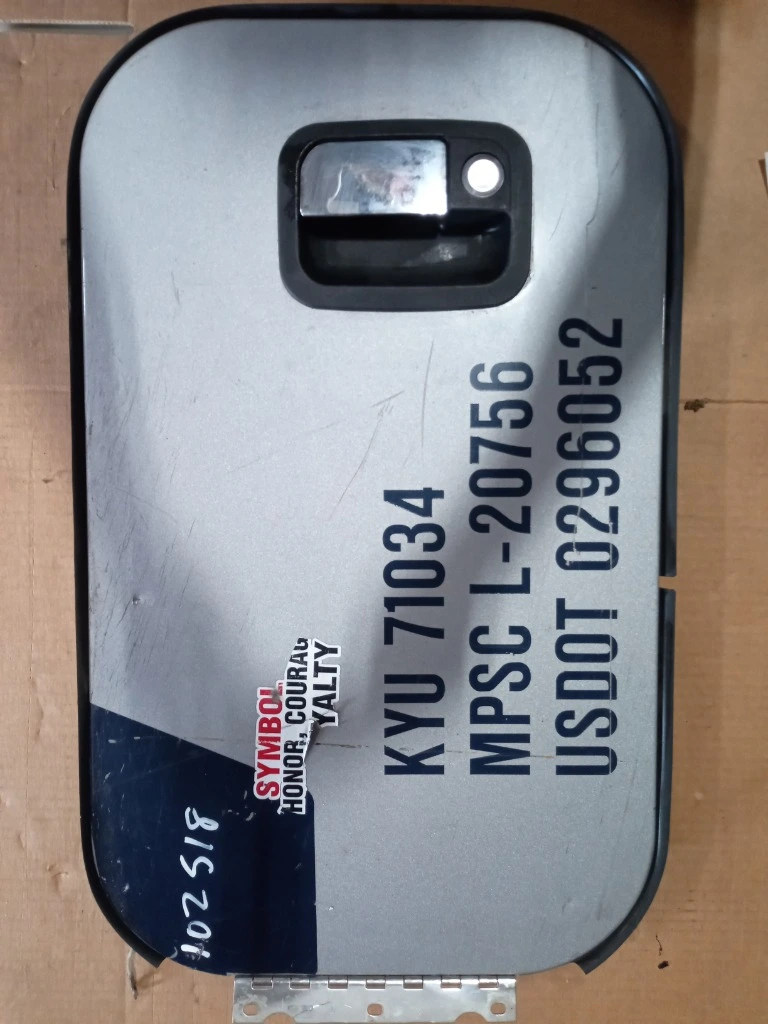 SYMBOL
HONOR, COURAG
YALTY
KYU 71034
MPSC L-20756
USDOT 0296052
102518